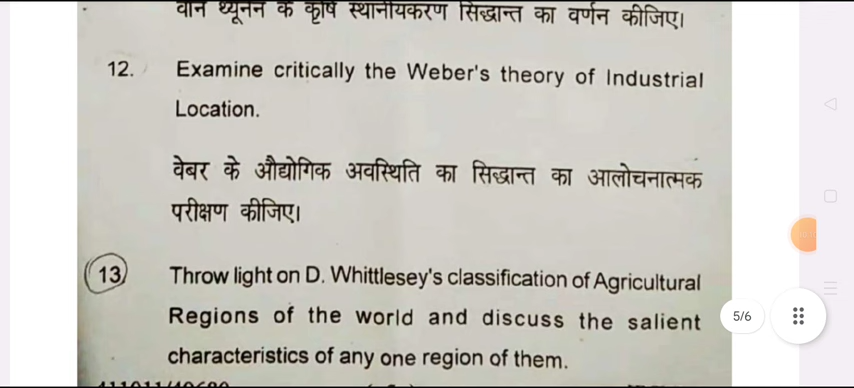 वॉन थ्यूनेन के कृषि स्थानीयकरण सिद्धान्त का वर्णन कीजिए।
12. Examine critically the Weber's theory of Industrial
Location.
वेबर के औद्योगिक अवस्थिति का सिद्धान्त का आलोचनात्मक
परीक्षण कीजिए।
13 Throw light on D. Whittlesey's classification of Agricultural
Regions of the world and discuss the salient
characteristics of any one region of them.
5/6